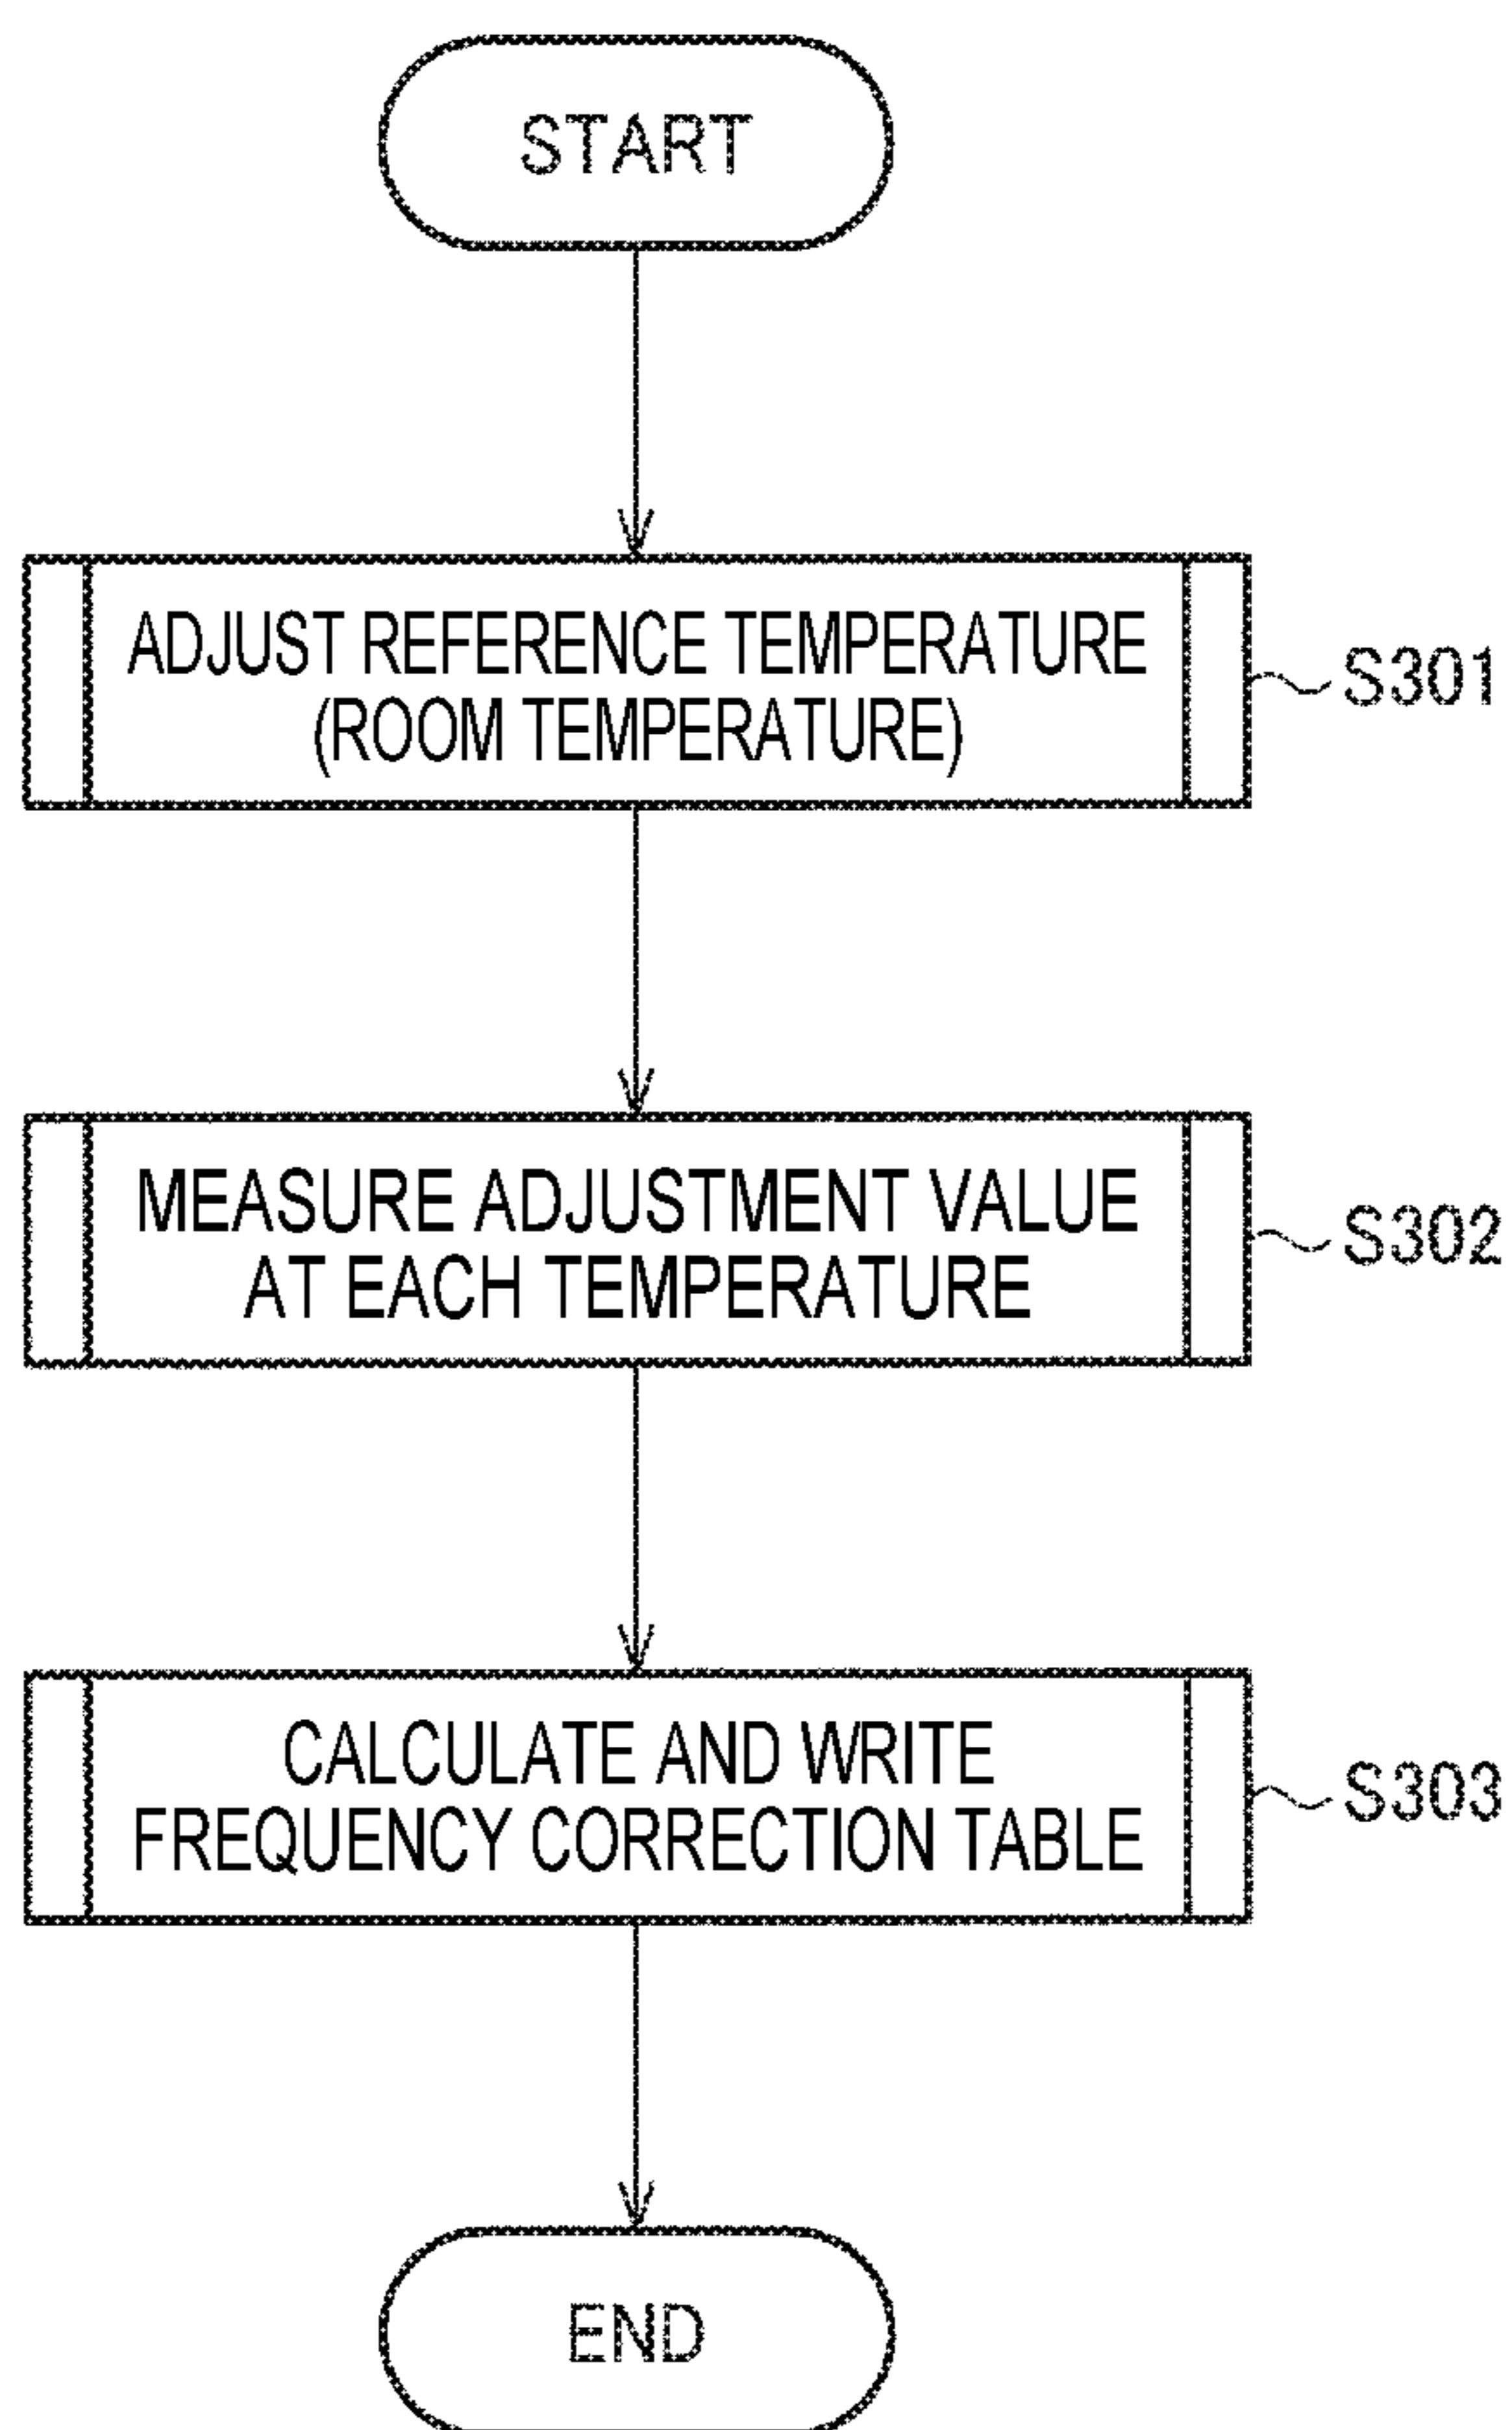 START
ADJUST REFERENCE TEMPERATURE
(ROOM TEMPERATURE)
S301
MEASURE ADJUSTMENT VALUE
AT EACH TEMPERATURE
S302
CALCULATE AND WRITE
FREQUENCY CORRECTION TABLE
S303
END